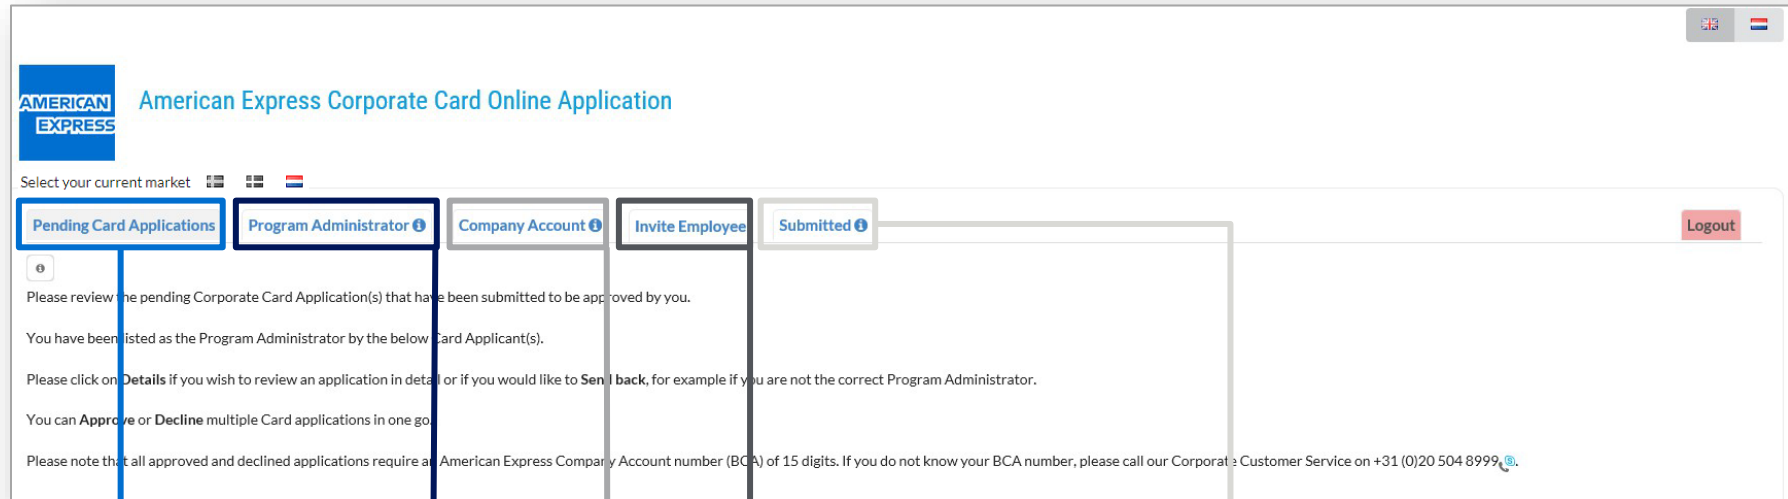 AMERICAN
EXPRESS
American Express Corporate Card Online Application
Select your current market
Pending Card Applications Program Administrator Company Account Invite Employee Submitted Logout
Please review the pending Corporate Card Application(s) that have been submitted to be approved by you.
You have been listed as the Program Administrator by the below Card Applicant(s).
Please click on Details if you wish to review an application in detail or if you would like to Send back, for example if you are not the correct Program Administrator.
You can Approve or Decline multiple Card applications in one go.
Please note that all approved and declined applications require an American Express Company Account number (BCA) of 15 digits. If you do not know your BCA number, please call our Corporate Customer Service on +31 (0)20 504 8999.